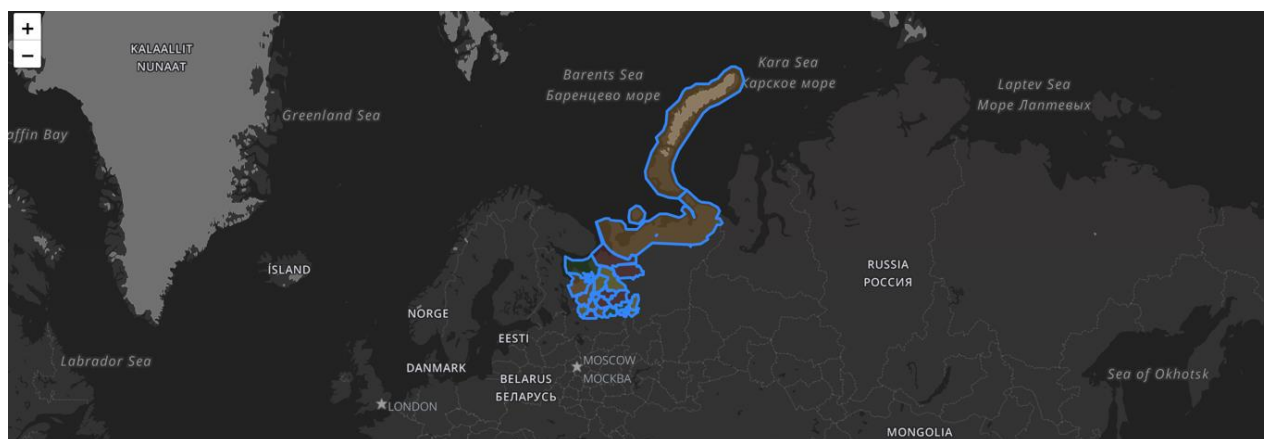 +
−
KALAALLIT
NUNAAT
Greenland Sea
affin Bay
Barents Sea
Баренцево море
Kara Sea
Карское море
Laptev Sea
Море Лаптевых
ÍSLAND
NORGE
EESTI
DANMARK
BELARUS
БЕЛАРУСЬ
MOSCOW
МОСКВА
LONDON
RUSSIA
РОССИЯ
Labrador Sea
Sea of Okhotsk
MONGOLIA